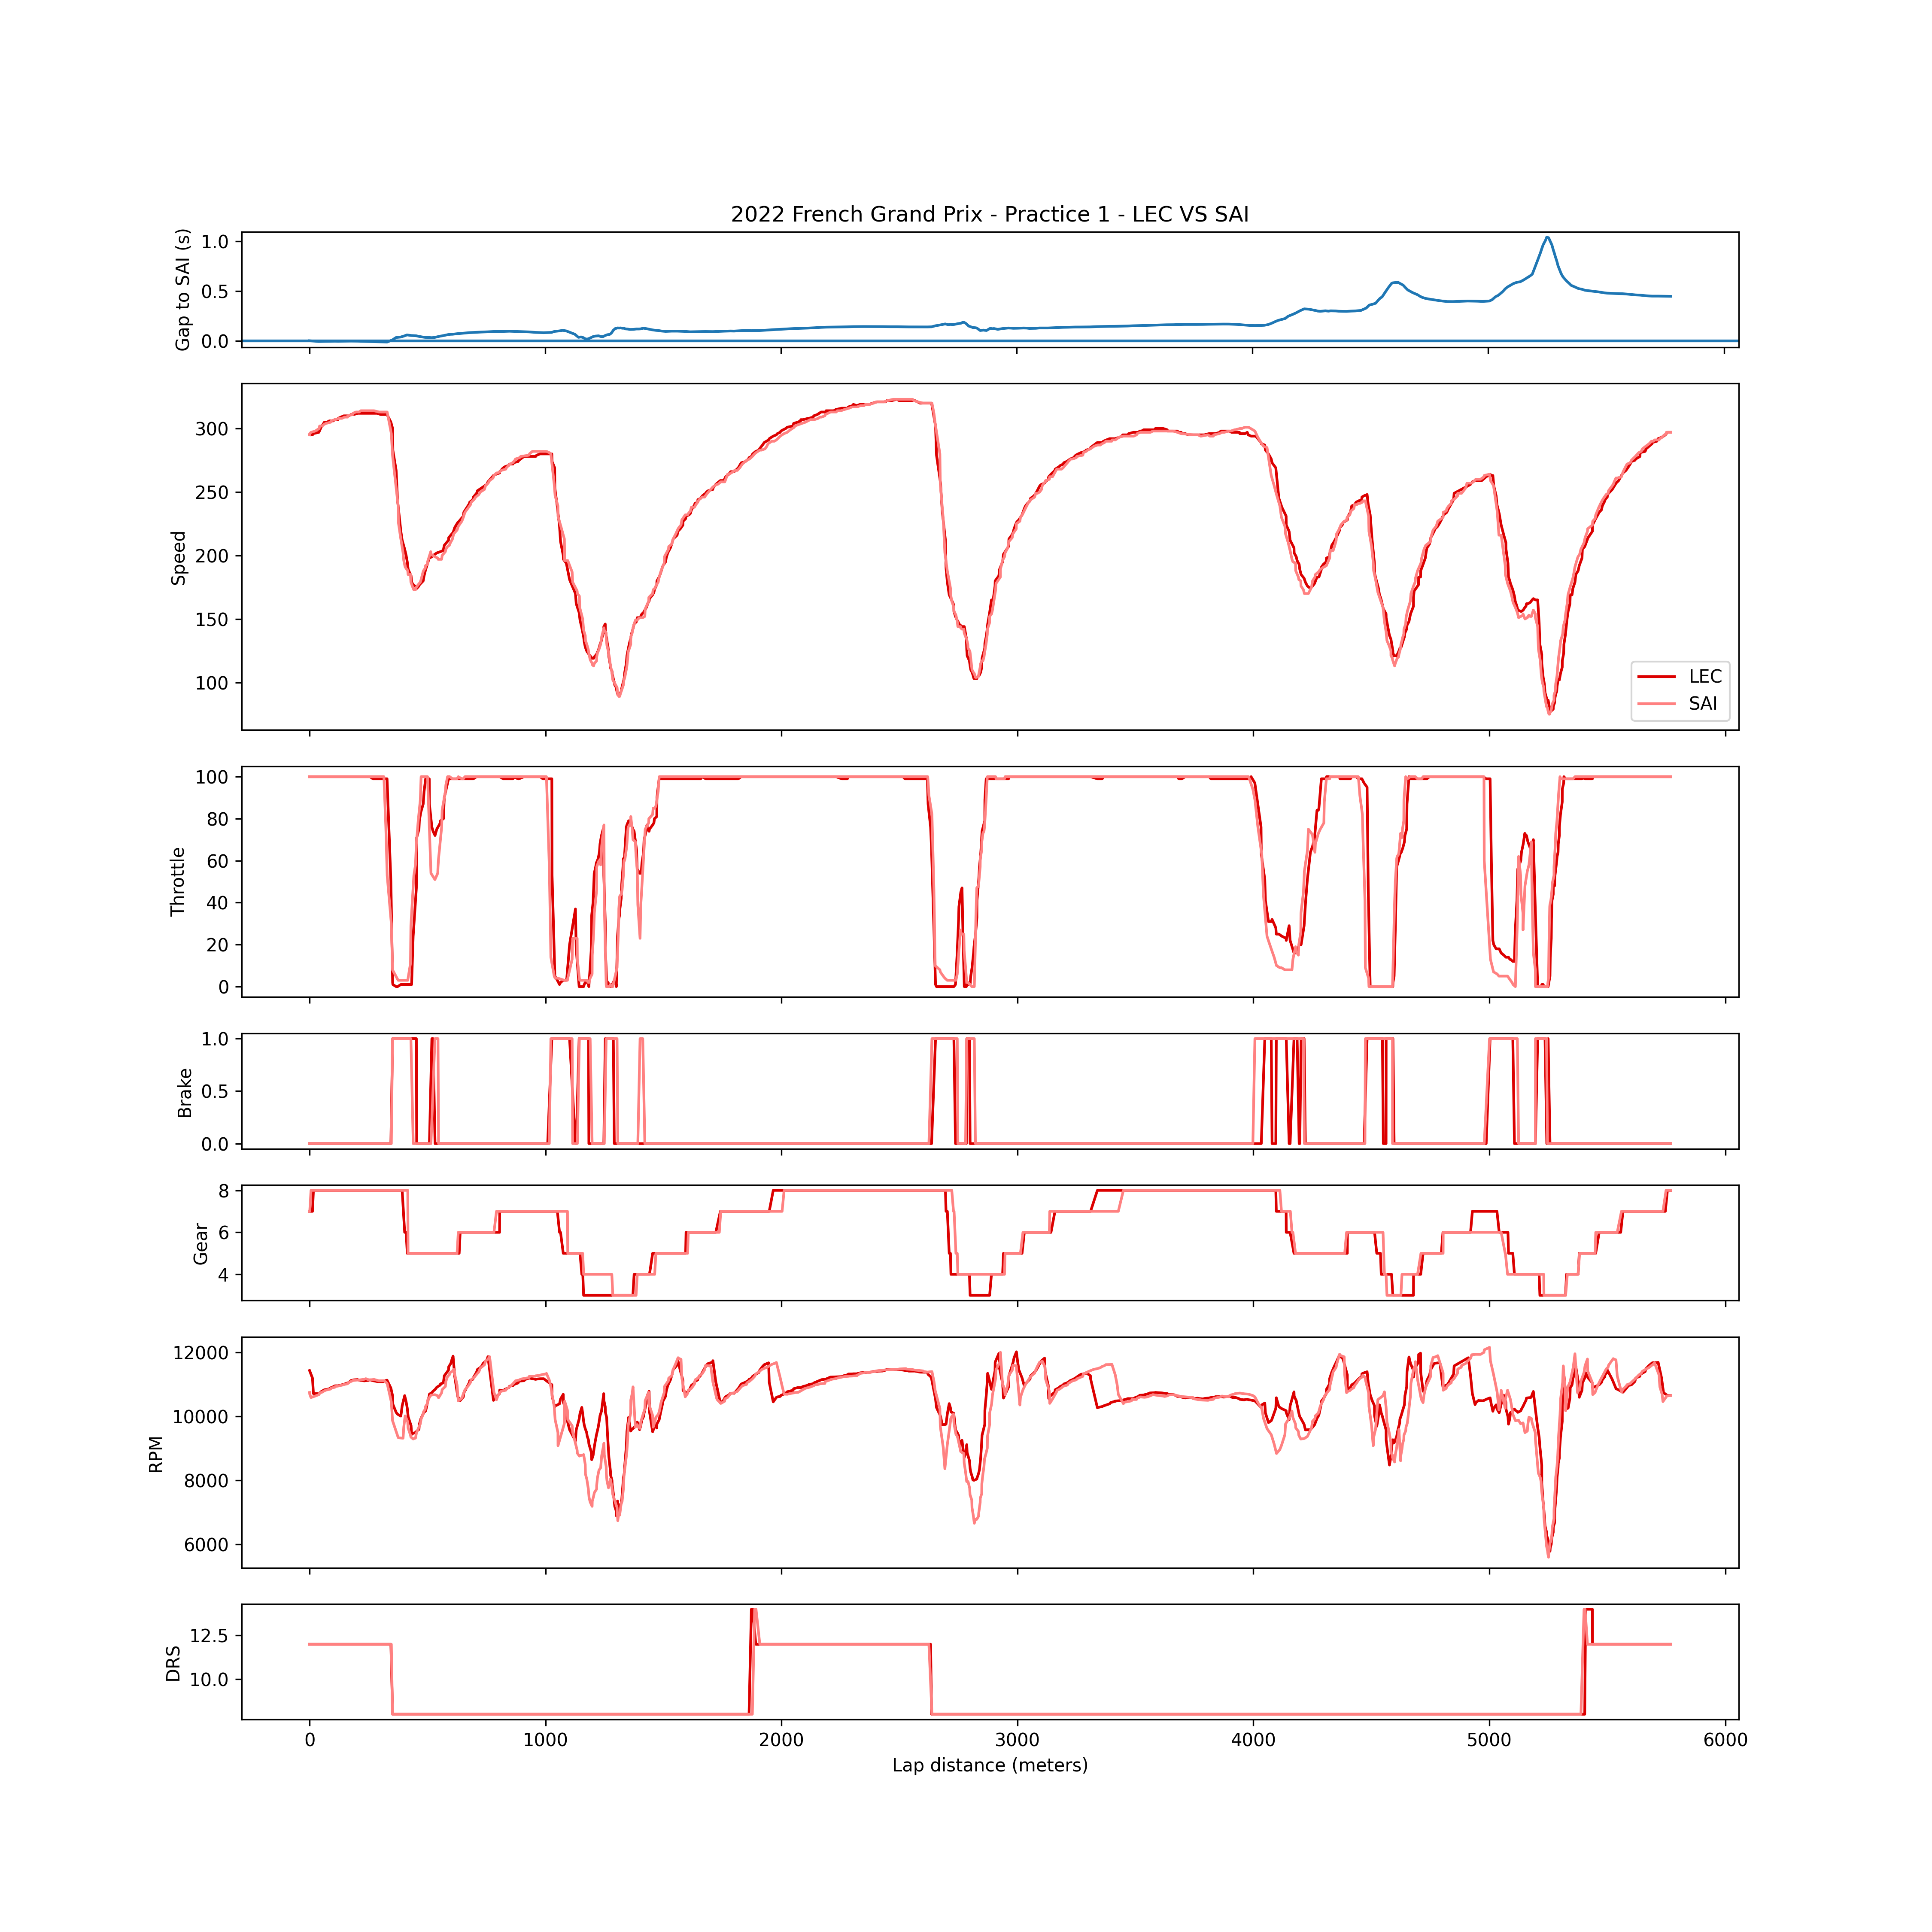 2022 French Grand Prix - Practice 1 - LEC VS SAI
Gap to SAI (s)
1.0
0.5
0.0
Speed
300
250
200
150
100
LEC
SAI
Throttle
100
80
60
40
20
0
Brake
1.0
0.5
0.0
Gear
8
6
4
RPM
12000
10000
8000
6000
DRS
12.5
10.0
0 1000 2000 3000 4000 5000 6000
Lap distance (meters)